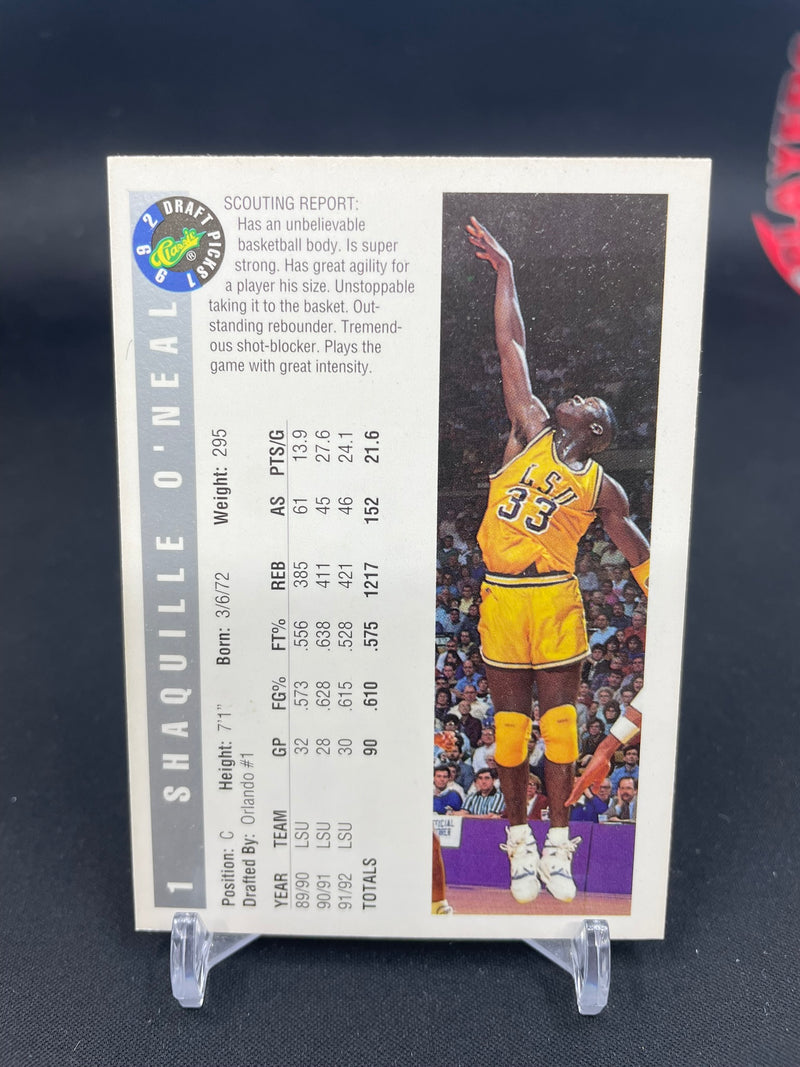 1992 DRAFT PICKS
Classic ®
1 SHAQUILLE O'NEAL
SCOUTING REPORT:
Has an unbelievable
basketball body. Is super
strong. Has great agility for
a player his size. Unstoppable
taking it to the basket. Out-
standing rebounder. Tremend-
ous shot-blocker. Plays the
game with great intensity.
Position: C Height: 7'1" Born: 3/6/72 Weight: 295
Drafted By: Orlando #1
YEAR TEAM GP FG% FT% REB AS PTS/G
89/90 LSU 32 .573 .556 385 61 13.9
90/91 LSU 28 .628 .638 411 45 27.6
91/92 LSU 30 .615 .528 421 46 24.1
TOTALS 90 .610 .575 1217 152 21.6
LSU
33